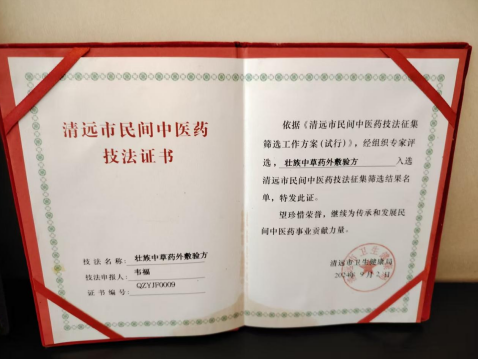 清远市民间中医药
技法证书
技法名称：壮族中草药外敷验方
技法申报人：韦福
证书编号：QZYJF0009
依据《清远市民间中医药技法征集
筛选工作方案(试行)》，经组织专家评
选，壮族中草药外敷验方 入选
清远市民间中医药技法征集筛选结果名
单，特发此证。
望珍惜荣誉，继续为传承和发展民
间中医药事业贡献力量。
清远市卫生健康局